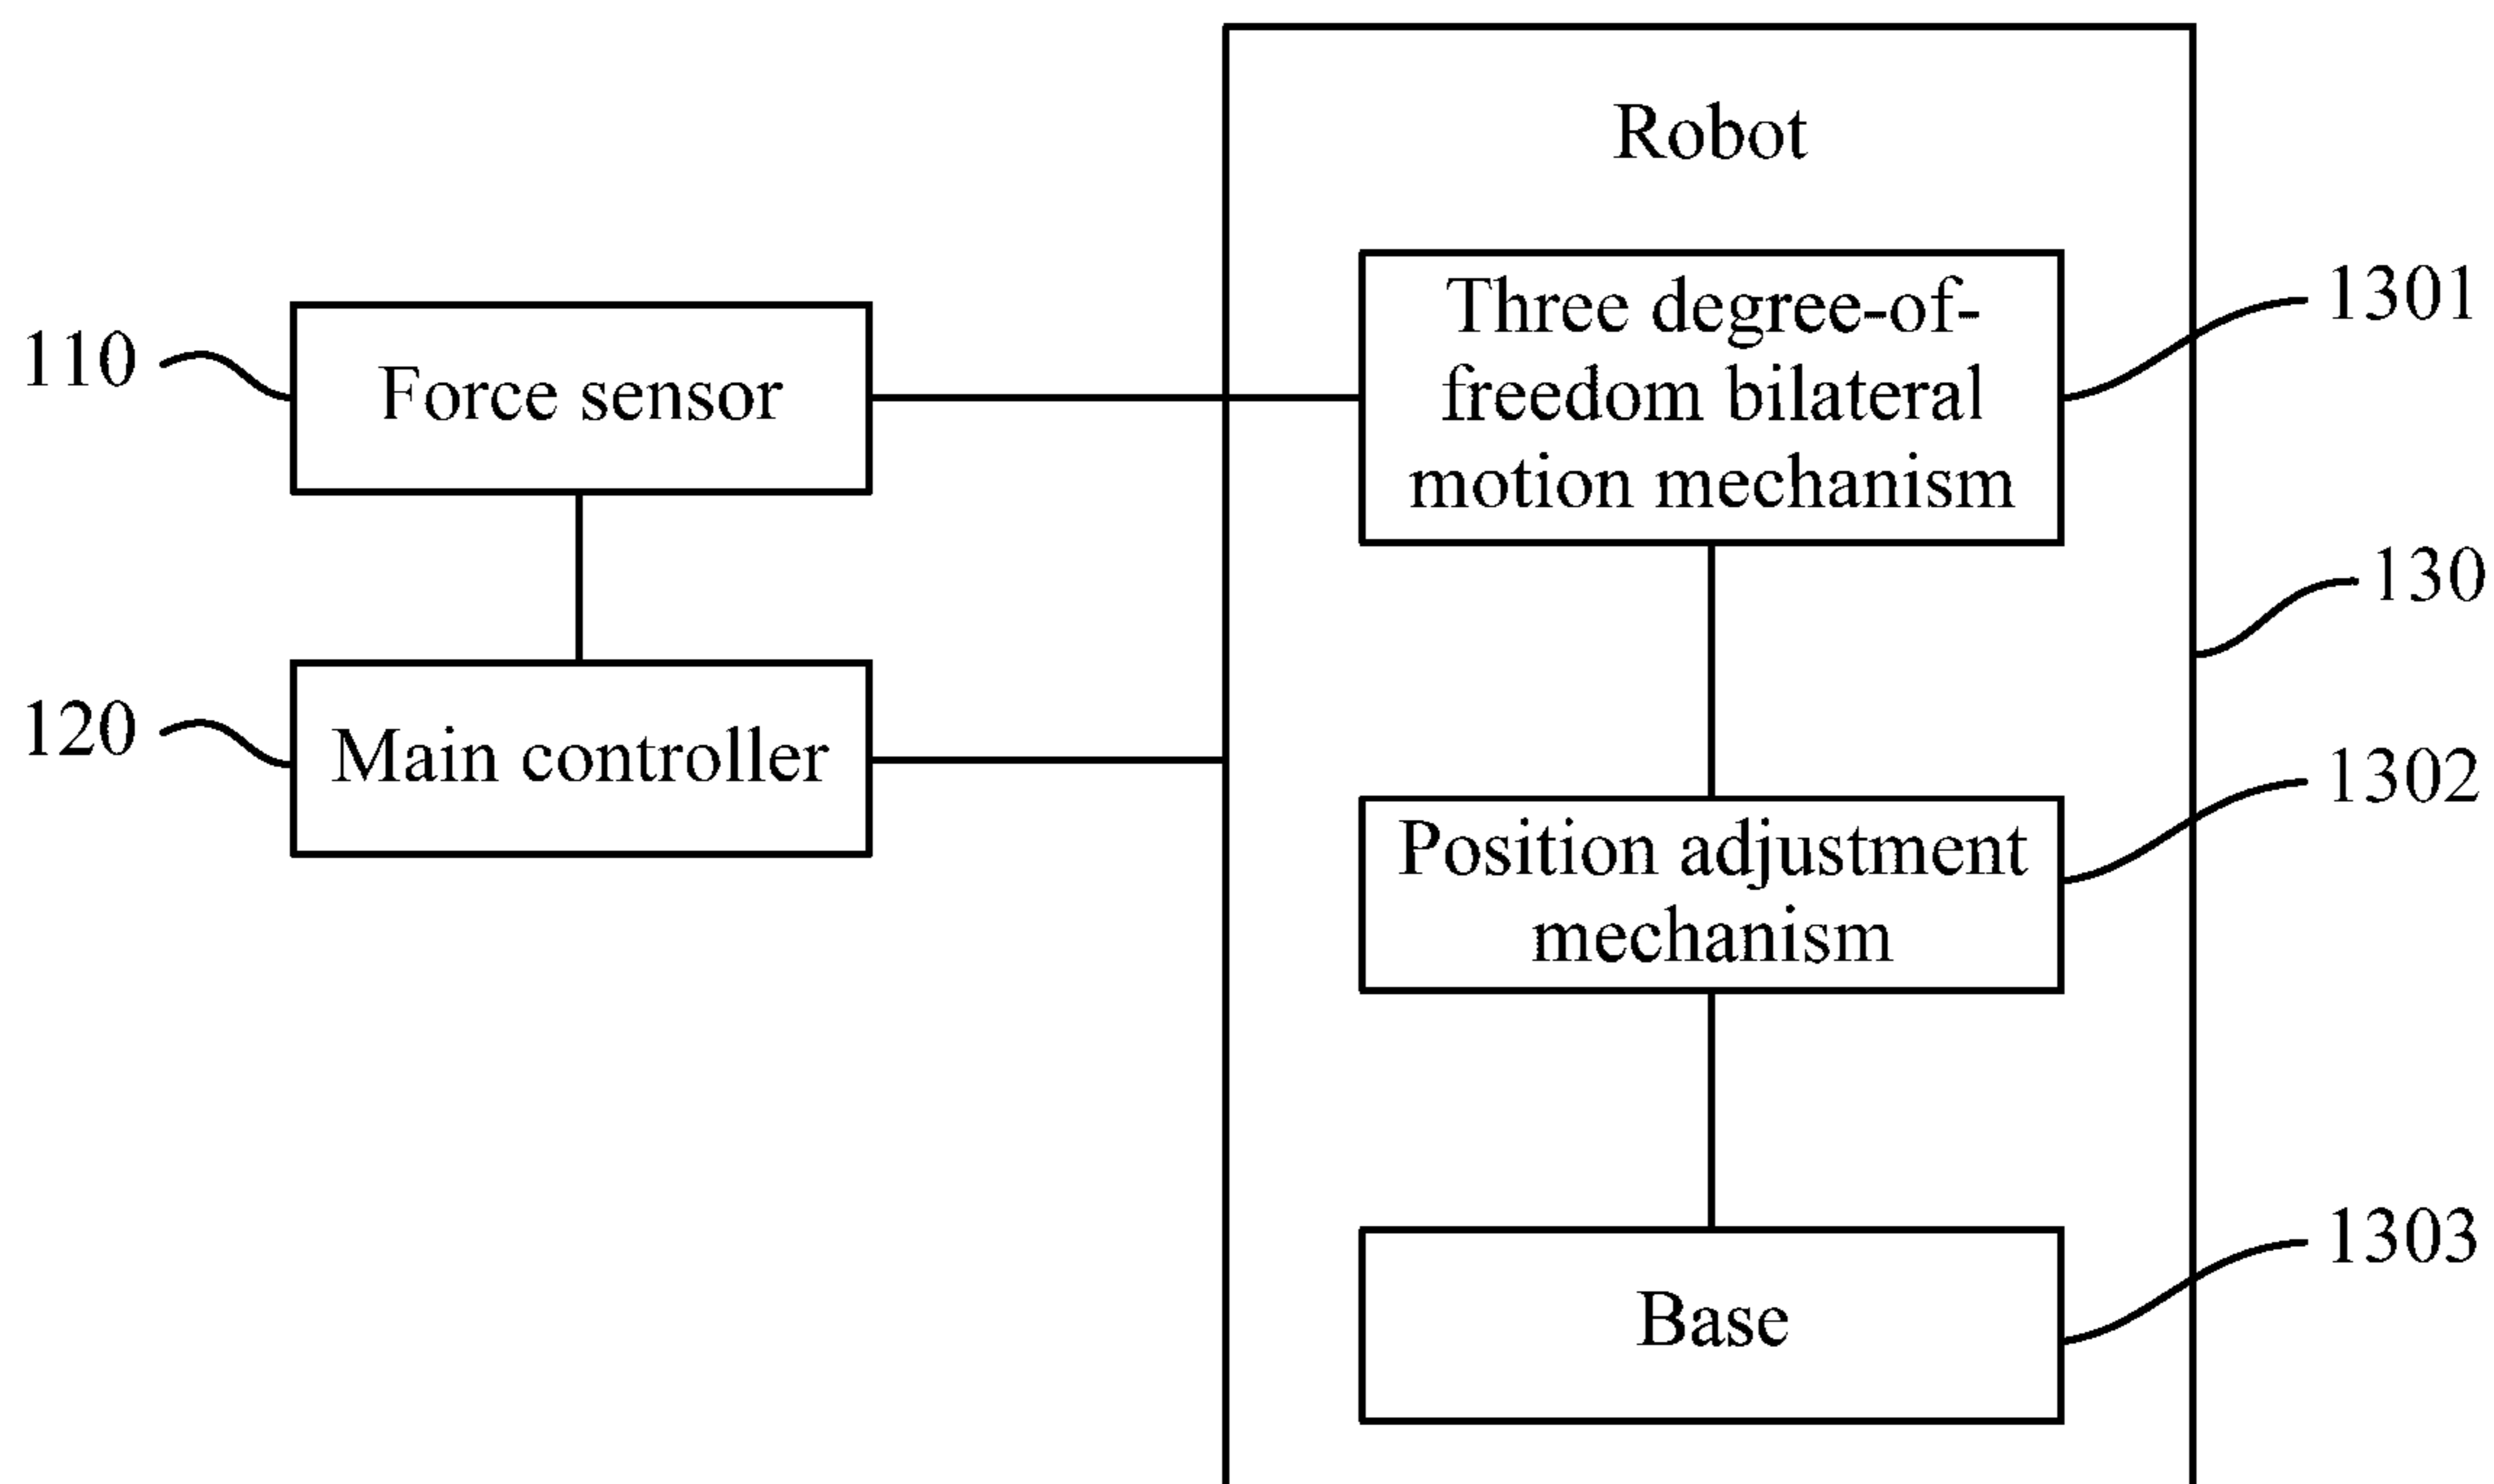 Robot
Three degree-of-
freedom bilateral
motion mechanism
1301
110
Force sensor
130
120
Main controller
1302
Position adjustment
mechanism
1303
Base